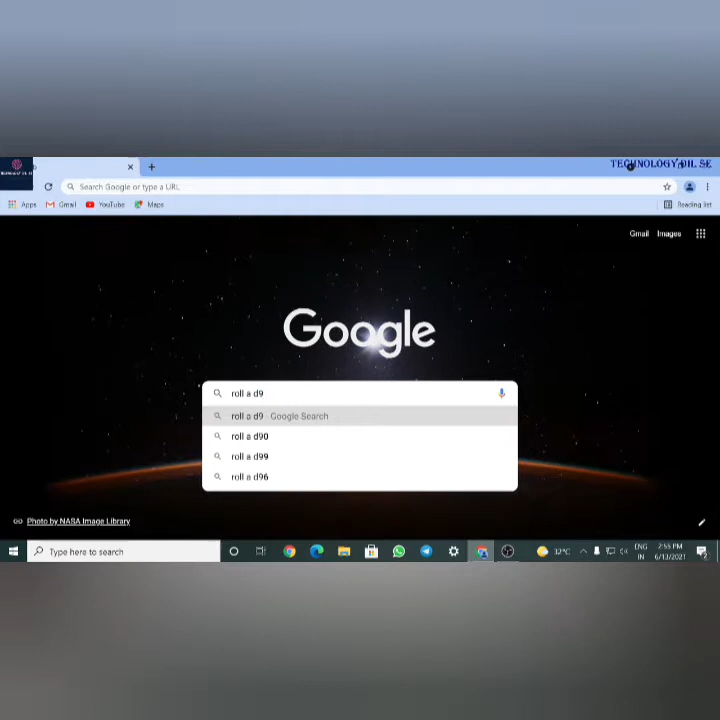 TECHNOLOGY DIL SE
Search Google or type a URL
Apps Gmail YouTube Maps Reading list
Gmail Images
Google
roll a d9
roll a d9 - Google Search
roll a d90
roll a d99
roll a d96
Photo by NASA Image Library
Type here to search
32°C ENG 2:55 PM
IN 6/13/2021
2